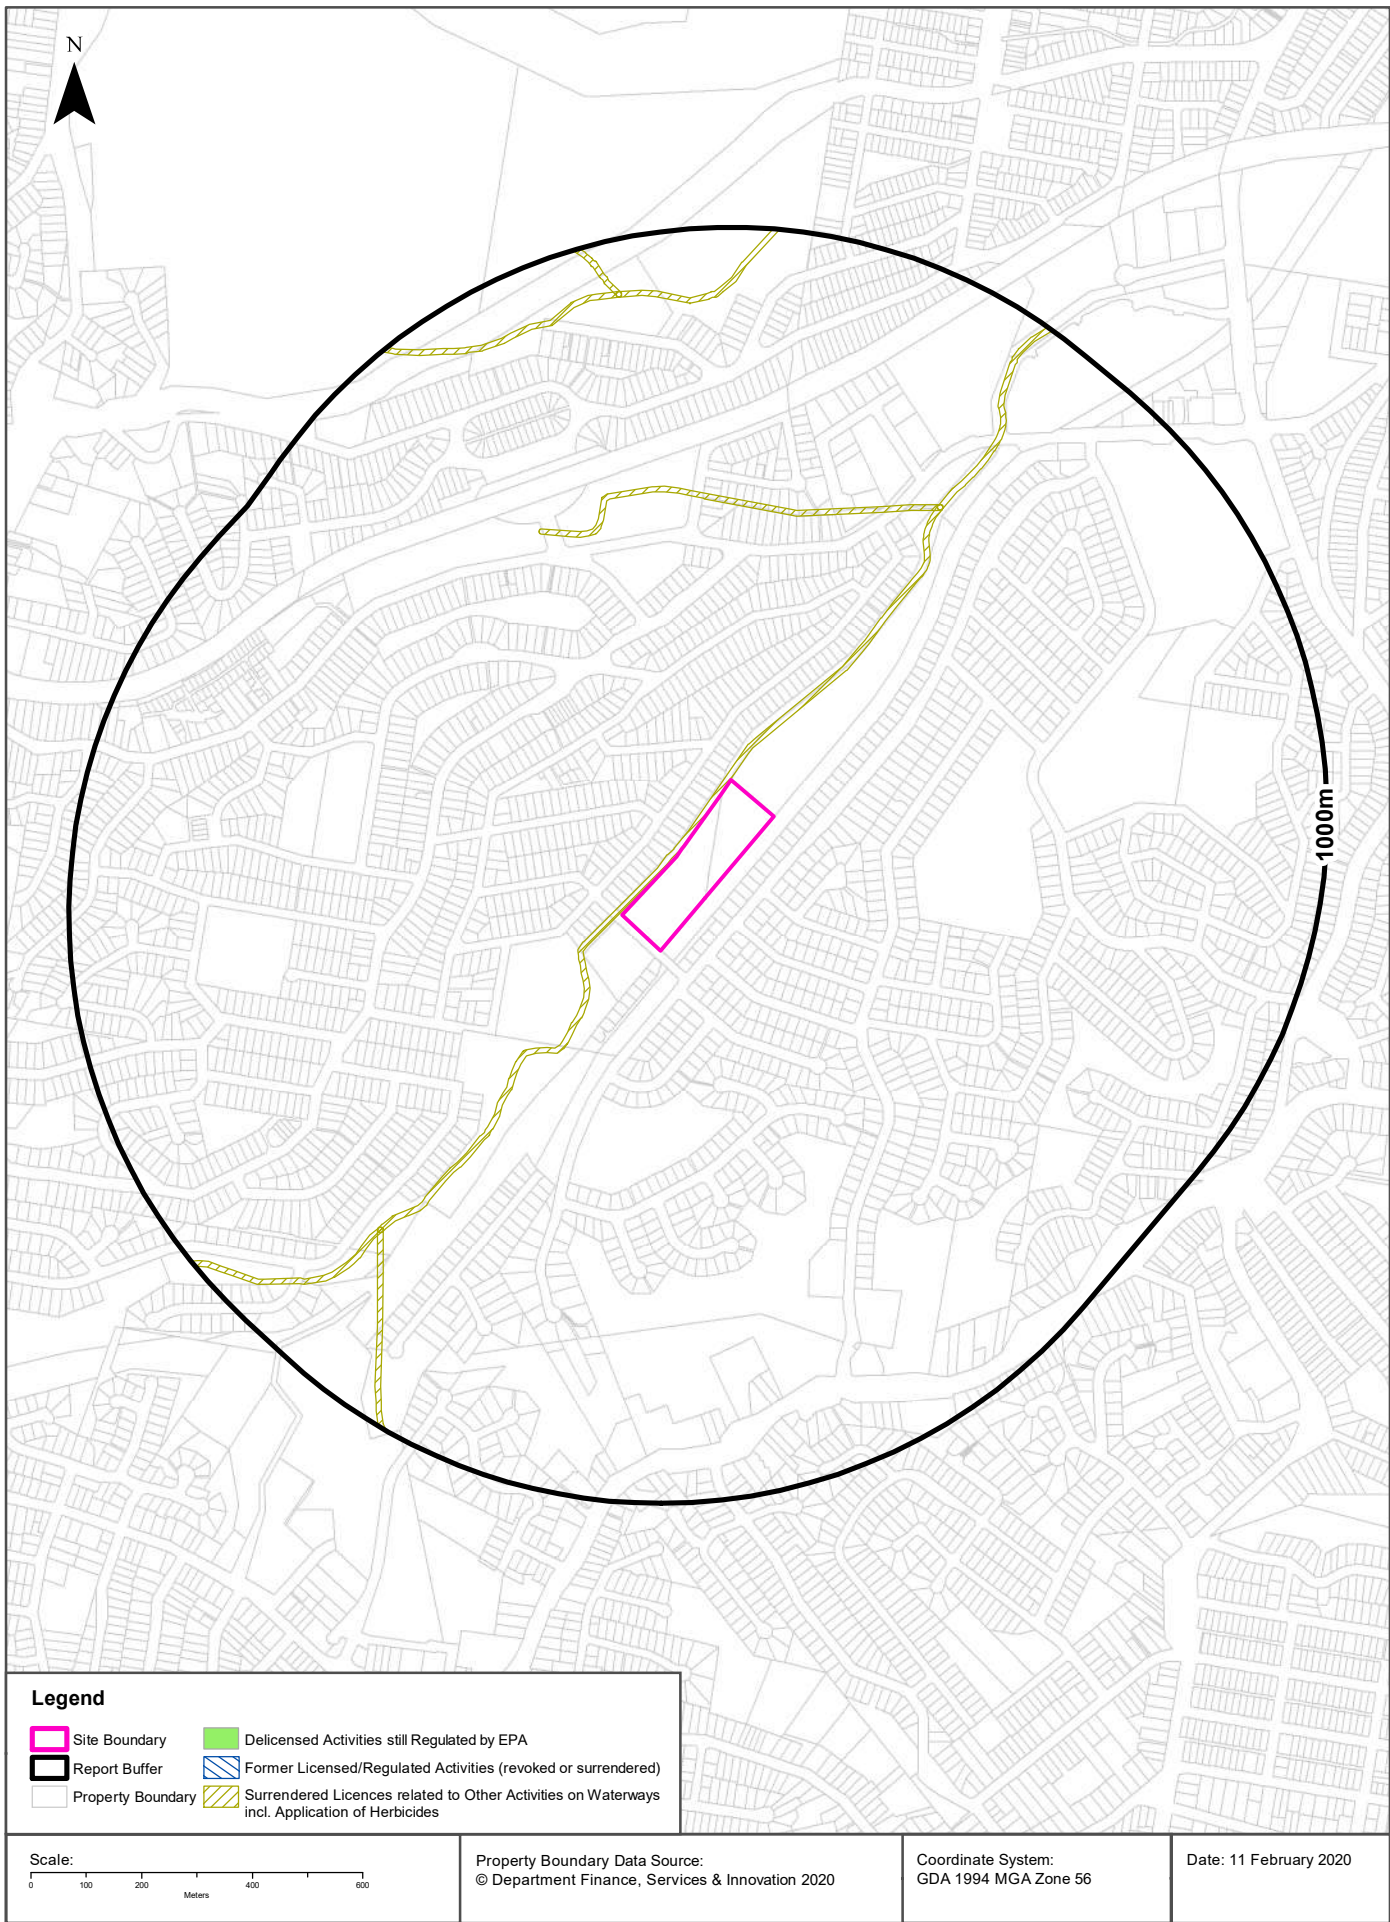 N
1000m
Legend
Site Boundary
Report Buffer
Property Boundary
Delicensed Activities still Regulated by EPA
Former Licensed/Regulated Activities (revoked or surrendered)
Surrendered Licences related to Other Activities on Waterways
incl. Application of Herbicides
Scale:
0 100 200 400 600
Meters
Property Boundary Data Source:
© Department Finance, Services & Innovation 2020
Coordinate System:
GDA 1994 MGA Zone 56
Date: 11 February 2020